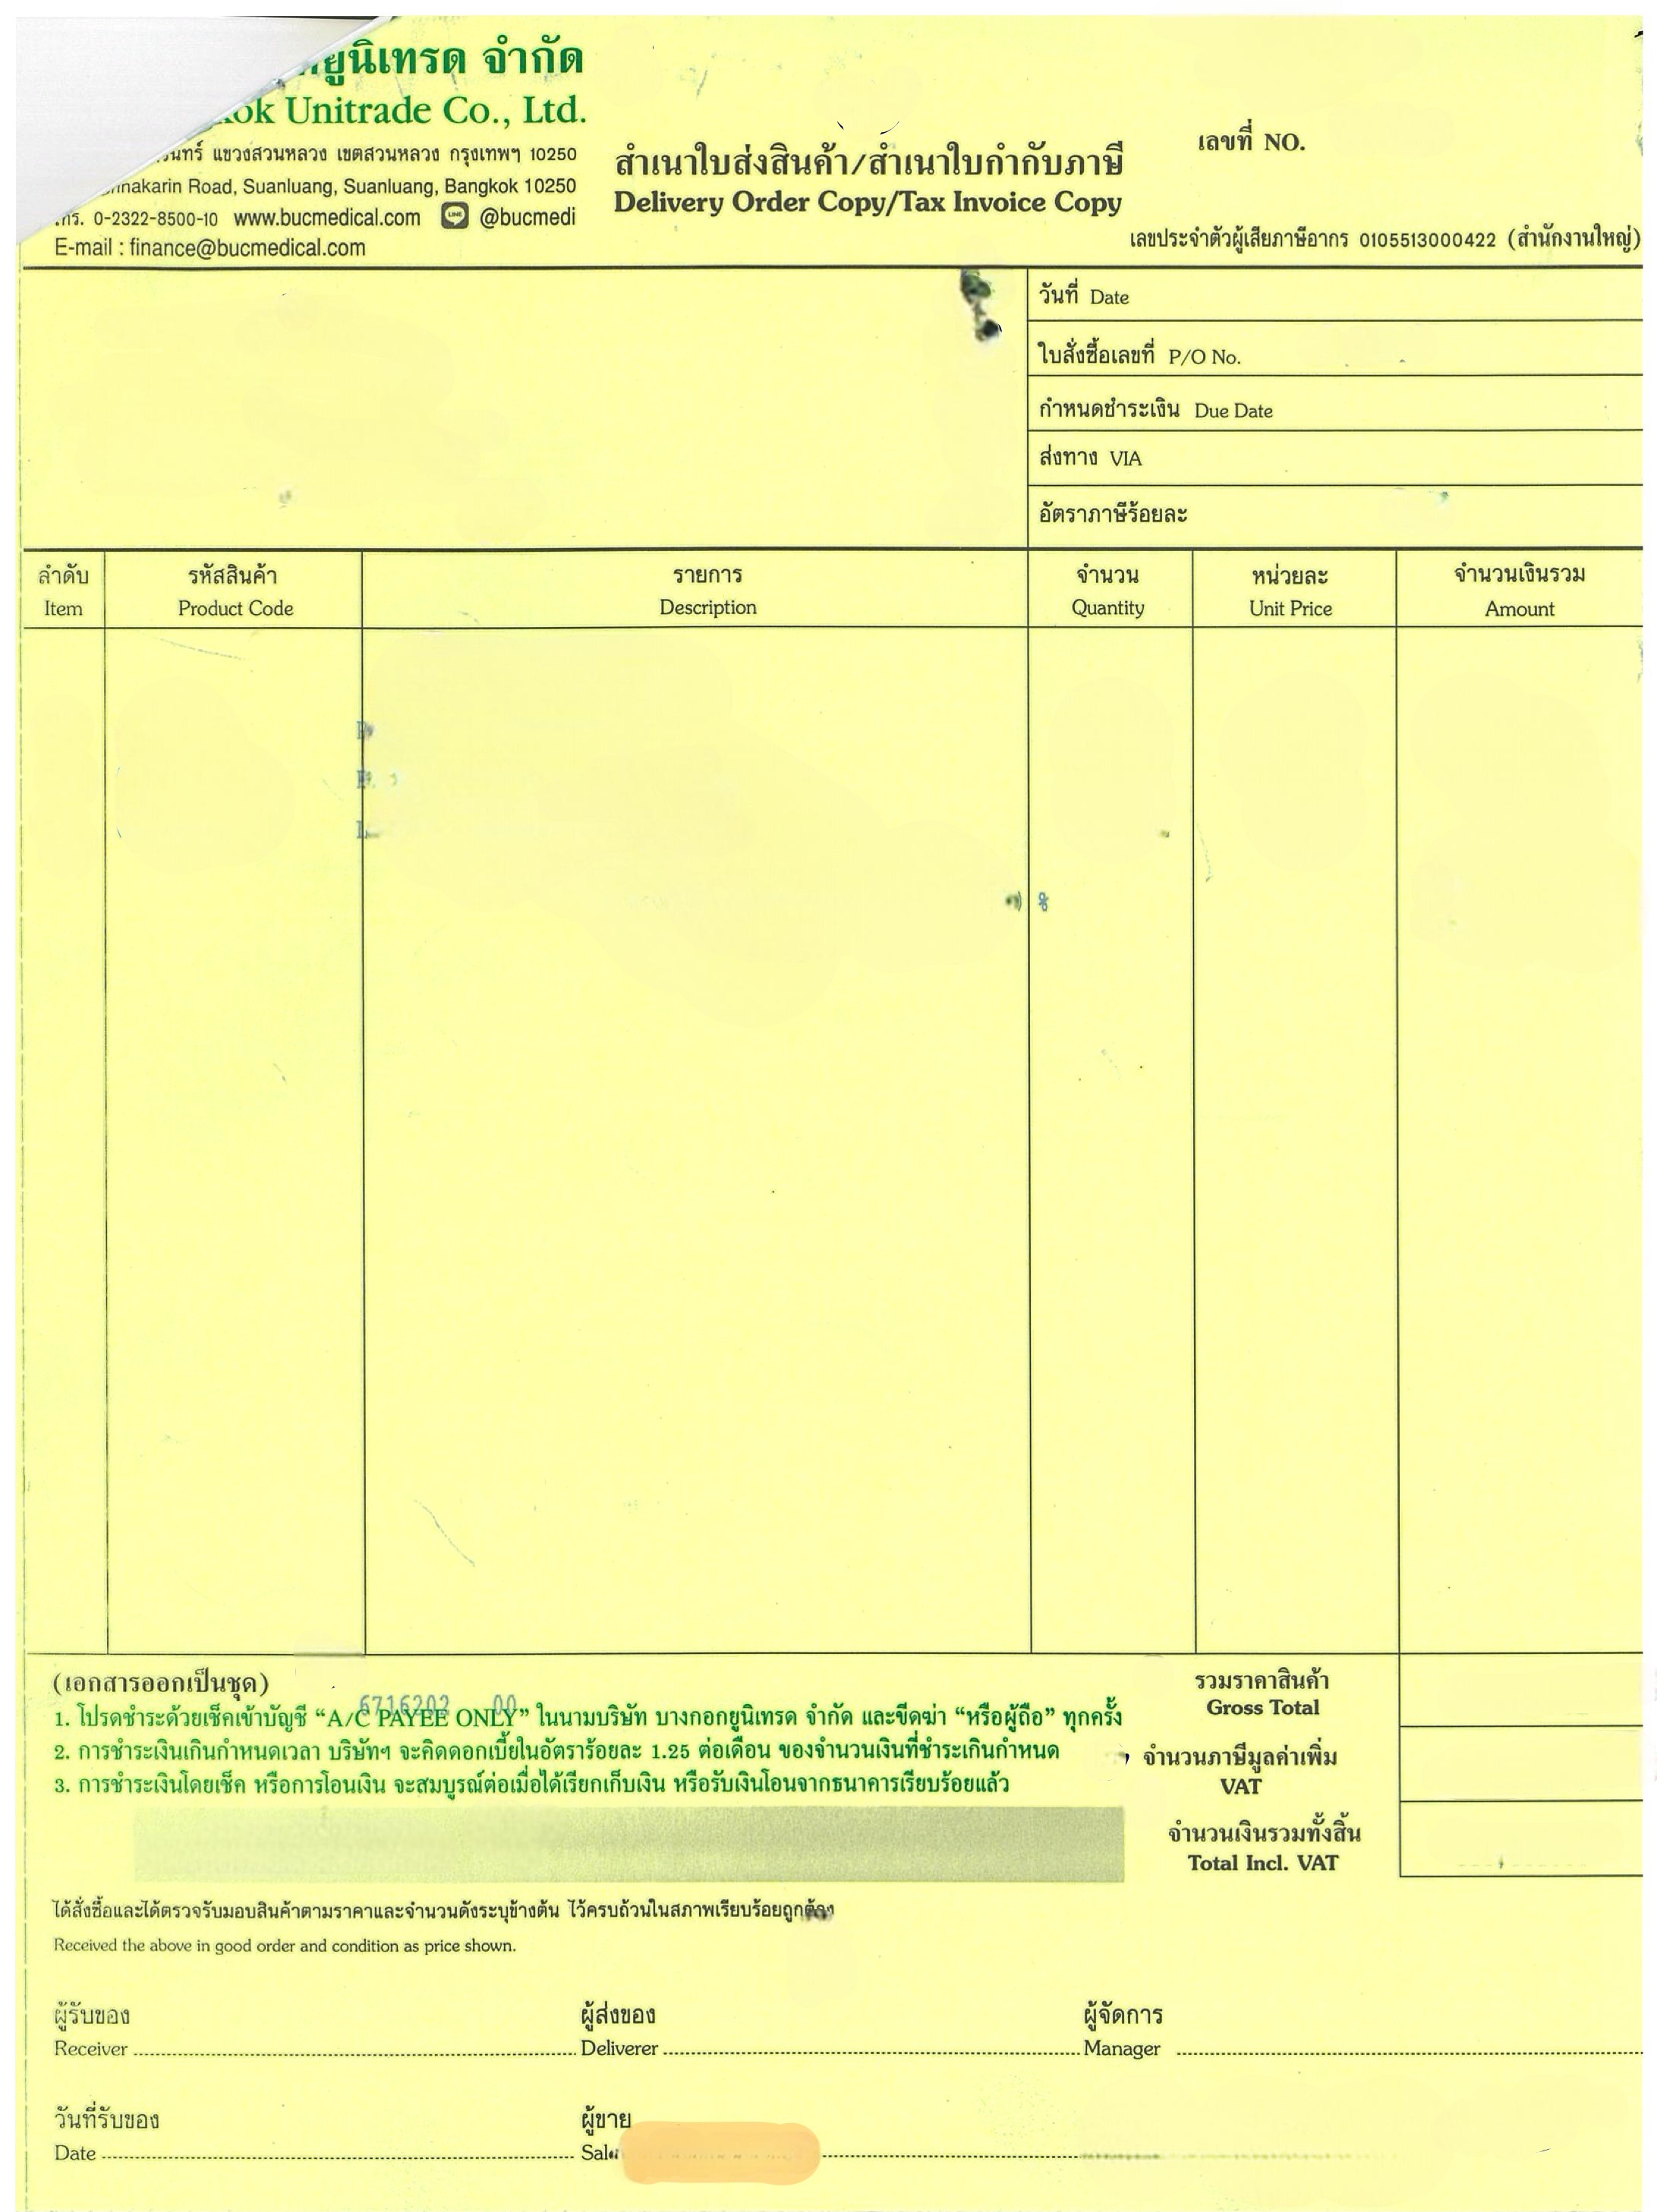 ยูนิเทรด จำกัด
Unitrade Co., Ltd.
แขวงสวนหลวง เขตสวนหลวง กรุงเทพฯ 10250
Road, Suanluang, Suanluang, Bangkok 10250
0-2322-8500-10 www.bucmedical.com LINE @bucmedi
E-mail : finance@bucmedical.com
สำเนาใบส่งสินค้า/สำเนาใบกำกับภาษี
Delivery Order Copy/Tax Invoice Copy
เลขที่ NO.
เลขประจำตัวผู้เสียภาษีอากร 0105513000422 (สำนักงานใหญ่)
วันที่ Date
ใบสั่งซื้อเลขที่ P/O No.
กำหนดชำระเงิน Due Date
ส่งทาง VIA
อัตราภาษีร้อยละ
ลำดับ รหัสสินค้า รายการ จำนวน หน่วยละ จำนวนเงินรวม
Item Product Code Description Quantity Unit Price Amount
%
(เอกสารออกเป็นชุด)
6716202 00
1. โปรดชำระด้วยเช็คเข้าบัญชี “A/C PAYEE ONLY” ในนามบริษัท บางกอกยูนิเทรด จำกัด และขีดฆ่า “หรือผู้ถือ” ทุกครั้ง
2. การชำระเงินเกินกำหนดเวลา บริษัทฯ จะคิดดอกเบี้ยในอัตราร้อยละ 1.25 ต่อเดือน ของจำนวนเงินที่ชำระเกินกำหนด
3. การชำระเงินโดยเช็ค หรือการโอนเงิน จะสมบูรณ์ต่อเมื่อได้เรียกเก็บเงิน หรือรับเงินโอนจากธนาคารเรียบร้อยแล้ว
รวมราคาสินค้า
Gross Total
จำนวนภาษีมูลค่าเพิ่ม
VAT
จำนวนเงินรวมทั้งสิ้น
Total Incl. VAT
ได้สั่งซื้อและได้ตรวจรับมอบสินค้าตามราคาและจำนวนดังระบุข้างต้น ไว้ครบถ้วนในสภาพเรียบร้อยถูกต้อง
Received the above in good order and condition as price shown.
ผู้รับของ ผู้ส่งของ ผู้จัดการ
Receiver Deliverer Manager
วันที่รับของ ผู้ขาย
Date